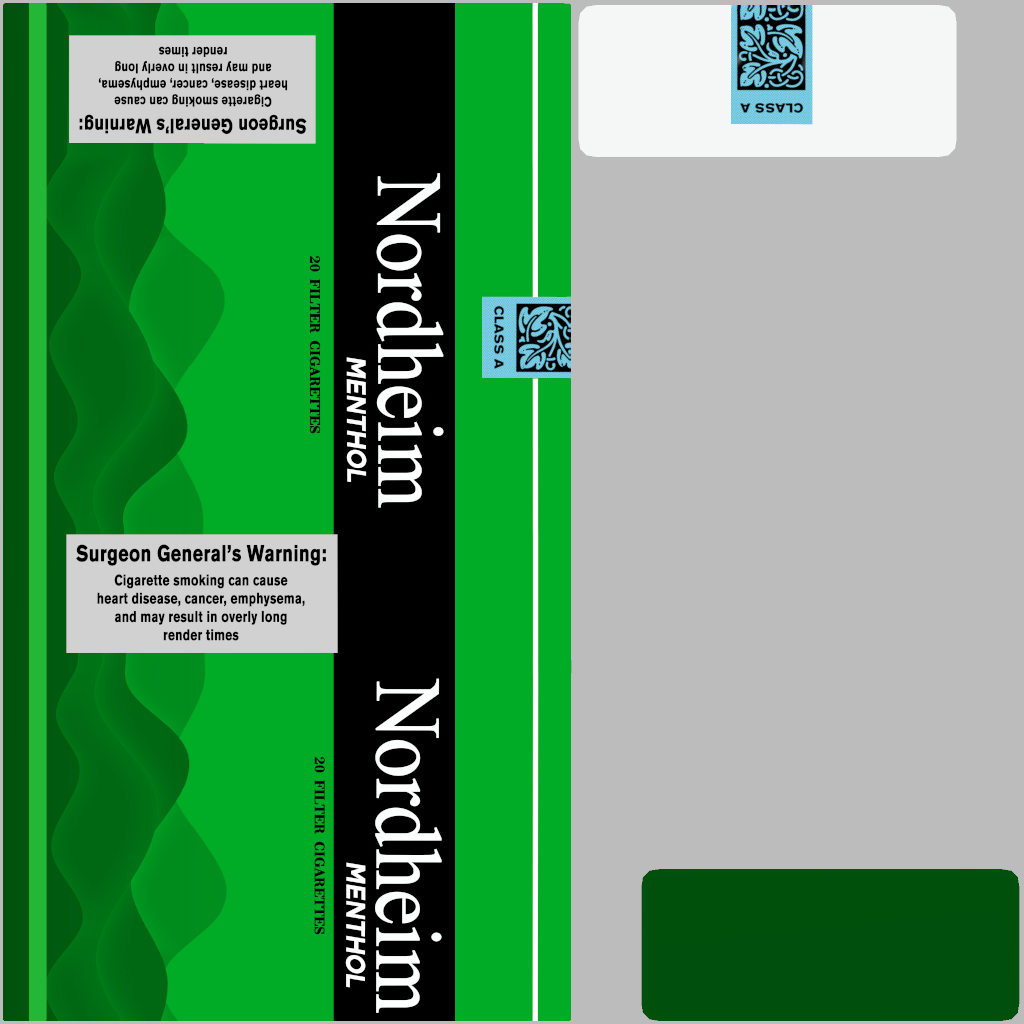 Surgeon General's Warning:
Cigarette smoking can cause
heart disease, cancer, emphysema,
and may result in overly long
render times
CLASS A
Nordheim
MENTHOL
20 FILTER CIGARETTES
CLASS A
Surgeon General’s Warning:
Cigarette smoking can cause
heart disease, cancer, emphysema,
and may result in overly long
render times
Nordheim
MENTHOL
20 FILTER CIGARETTES